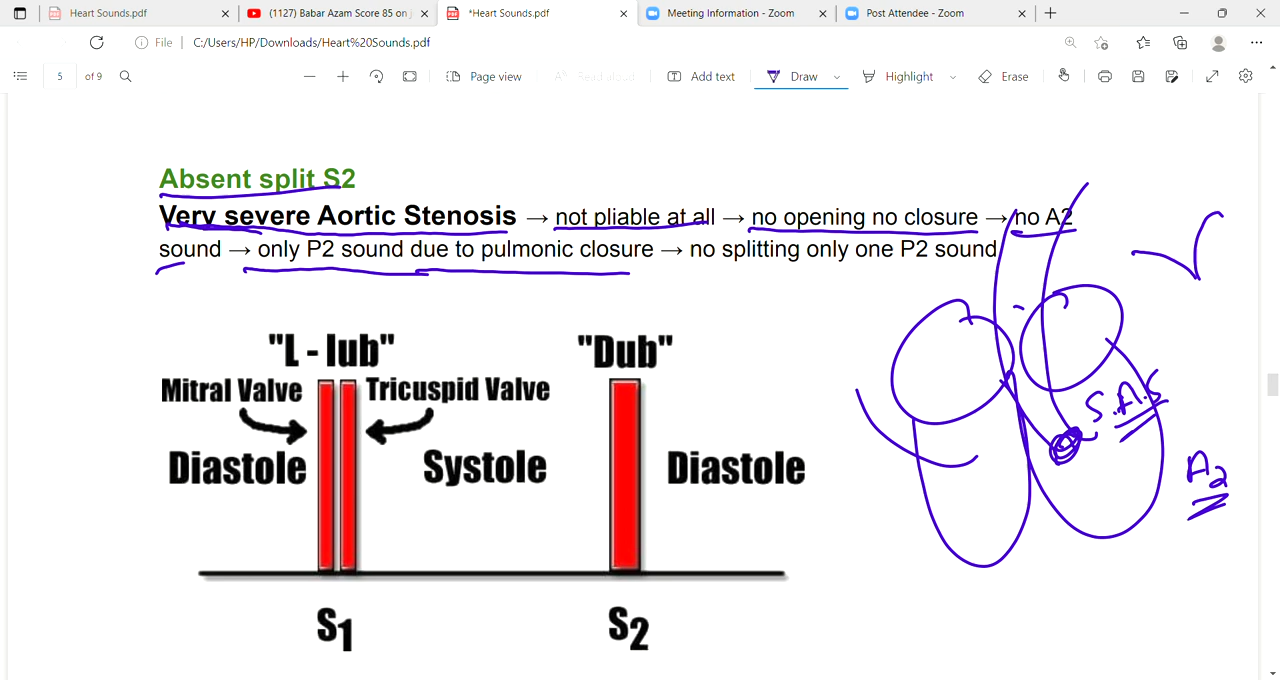 Heart Sounds.pdf
(1127) Babar Azam Score 85 on j
*Heart Sounds.pdf
Meeting Information - Zoom
Post Attendee - Zoom
File
C:/Users/HP/Downloads/Heart%20Sounds.pdf
5 of 9
Page view
Read aloud
Add text
Draw
Highlight
Erase
Absent split S2
Very severe Aortic Stenosis → not pliable at all → no opening no closure → no A2
sound → only P2 sound due to pulmonic closure → no splitting only one P2 sound
"L - lub"
"Dub"
Mitral Valve
Tricuspid Valve
Diastole
Systole
Diastole
S1
S2
S.A.S
A2